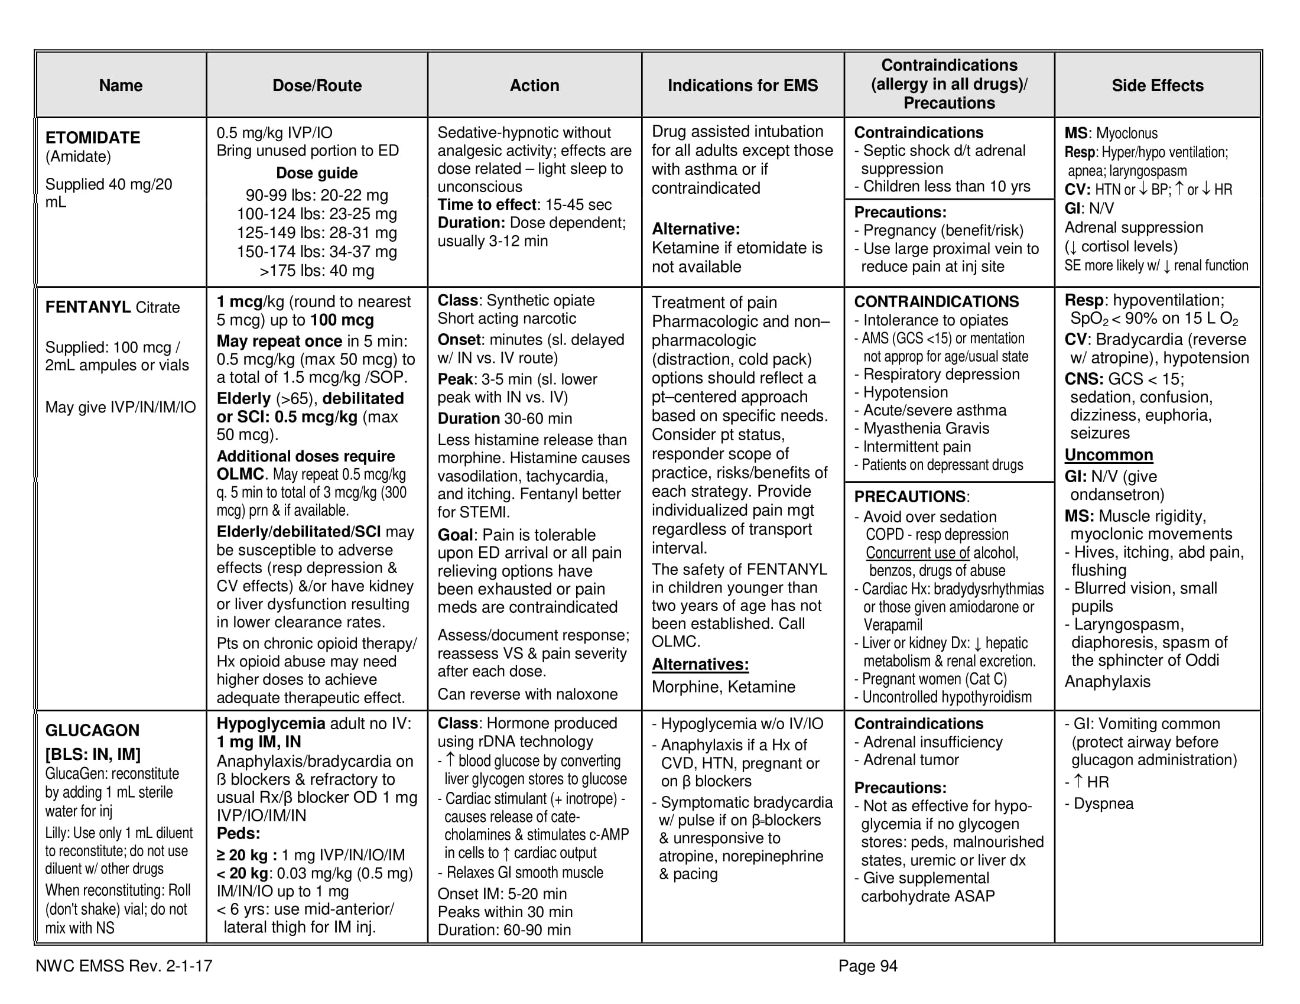 Name
Dose/Route
Action
Indications for EMS
Contraindications
(allergy in all drugs)/
Precautions
Side Effects
ETOMIDATE
(Amidate)
Supplied 40 mg/20
mL
0.5 mg/kg IVP/IO
Bring unused portion to ED
Dose guide
90-99 lbs: 20-22 mg
100-124 lbs: 23-25 mg
125-149 lbs: 28-31 mg
150-174 lbs: 34-37 mg
>175 lbs: 40 mg
Sedative-hypnotic without
analgesic activity; effects are
dose related – light sleep to
unconscious
Time to effect: 15-45 sec
Duration: Dose dependent;
usually 3-12 min
Drug assisted intubation
for all adults except those
with asthma or if
contraindicated
Alternative:
Ketamine if etomidate is
not available
Contraindications
- Septic shock d/t adrenal
suppression
- Children less than 10 yrs
Precautions:
- Pregnancy (benefit/risk)
- Use large proximal vein to
reduce pain at inj site
MS: Myoclonus
Resp: Hyper/hypo ventilation;
apnea; laryngospasm
CV: HTN or ↓ BP; ↑ or ↓ HR
GI: N/V
Adrenal suppression
(↓ cortisol levels)
SE more likely w/ ↓ renal function
FENTANYL Citrate
Supplied: 100 mcg /
2mL ampules or vials
May give IVP/IN/IM/IO
1 mcg/kg (round to nearest
5 mcg) up to 100 mcg
May repeat once in 5 min:
0.5 mcg/kg (max 50 mcg) to
a total of 1.5 mcg/kg /SOP.
Elderly (>65), debilitated
or SCI: 0.5 mcg/kg (max
50 mcg).
Additional doses require
OLMC. May repeat 0.5 mcg/kg
q. 5 min to total of 3 mcg/kg (300
mcg) prn & if available.
Elderly/debilitated/SCI may
be susceptible to adverse
effects (resp depression &
CV effects) &/or have kidney
or liver dysfunction resulting
in lower clearance rates.
Pts on chronic opioid therapy/
Hx opioid abuse may need
higher doses to achieve
adequate therapeutic effect.
Class: Synthetic opiate
Short acting narcotic
Onset: minutes (sl. delayed
w/ IN vs. IV route)
Peak: 3-5 min (sl. lower
peak with IN vs. IV)
Duration 30-60 min
Less histamine release than
morphine. Histamine causes
vasodilation, tachycardia,
and itching. Fentanyl better
for STEMI.
Goal: Pain is tolerable
upon ED arrival or all pain
relieving options have
been exhausted or pain
meds are contraindicated
Assess/document response;
reassess VS & pain severity
after each dose.
Can reverse with naloxone
Treatment of pain
Pharmacologic and non–
pharmacologic
(distraction, cold pack)
options should reflect a
pt–centered approach
based on specific needs.
Consider pt status,
responder scope of
practice, risks/benefits of
each strategy. Provide
individualized pain mgt
regardless of transport
interval.
The safety of FENTANYL
in children younger than
two years of age has not
been established. Call
OLMC.
Alternatives:
Morphine, Ketamine
CONTRAINDICATIONS
- Intolerance to opiates
- AMS (GCS <15) or mentation
not approp for age/usual state
- Respiratory depression
- Hypotension
- Acute/severe asthma
- Myasthenia Gravis
- Intermittent pain
- Patients on depressant drugs
PRECAUTIONS:
- Avoid over sedation
COPD - resp depression
Concurrent use of alcohol,
benzos, drugs of abuse
- Cardiac Hx: bradydysrhythmias
or those given amiodarone or
Verapamil
- Liver or kidney Dx: ↓ hepatic
metabolism & renal excretion.
- Pregnant women (Cat C)
- Uncontrolled hypothyroidism
Resp: hypoventilation;
SpO₂ < 90% on 15 L O₂
CV: Bradycardia (reverse
w/ atropine), hypotension
CNS: GCS < 15;
sedation, confusion,
dizziness, euphoria,
seizures
Uncommon
GI: N/V (give
ondansetron)
MS: Muscle rigidity,
myoclonic movements
- Hives, itching, abd pain,
flushing
- Blurred vision, small
pupils
- Laryngospasm,
diaphoresis, spasm of
the sphincter of Oddi
Anaphylaxis
GLUCAGON
[BLS: IN, IM]
GlucaGen: reconstitute
by adding 1 mL sterile
water for inj
Lilly: Use only 1 mL diluent
to reconstitute; do not use
diluent w/ other drugs
When reconstituting: Roll
(don't shake) vial; do not
mix with NS
Hypoglycemia adult no IV:
1 mg IM, IN
Anaphylaxis/bradycardia on
ß blockers & refractory to
usual Rx/β blocker OD 1 mg
IVP/IO/IM/IN
Peds:
≥ 20 kg : 1 mg IVP/IN/IO/IM
< 20 kg: 0.03 mg/kg (0.5 mg)
IM/IN/IO up to 1 mg
< 6 yrs: use mid-anterior/
lateral thigh for IM inj.
Class: Hormone produced
using rDNA technology
- ↑ blood glucose by converting
liver glycogen stores to glucose
- Cardiac stimulant (+ inotrope) -
causes release of cate-
cholamines & stimulates c-AMP
in cells to ↑ cardiac output
- Relaxes GI smooth muscle
Onset IM: 5-20 min
Peaks within 30 min
Duration: 60-90 min
- Hypoglycemia w/o IV/IO
- Anaphylaxis if a Hx of
CVD, HTN, pregnant or
on β blockers
- Symptomatic bradycardia
w/ pulse if on β-blockers
& unresponsive to
atropine, norepinephrine
& pacing
Contraindications
- Adrenal insufficiency
- Adrenal tumor
Precautions:
- Not as effective for hypo-
glycemia if no glycogen
stores: peds, malnourished
states, uremic or liver dx
- Give supplemental
carbohydrate ASAP
- GI: Vomiting common
(protect airway before
glucagon administration)
- ↑ HR
- Dyspnea
NWC EMSS Rev. 2-1-17
Page 94